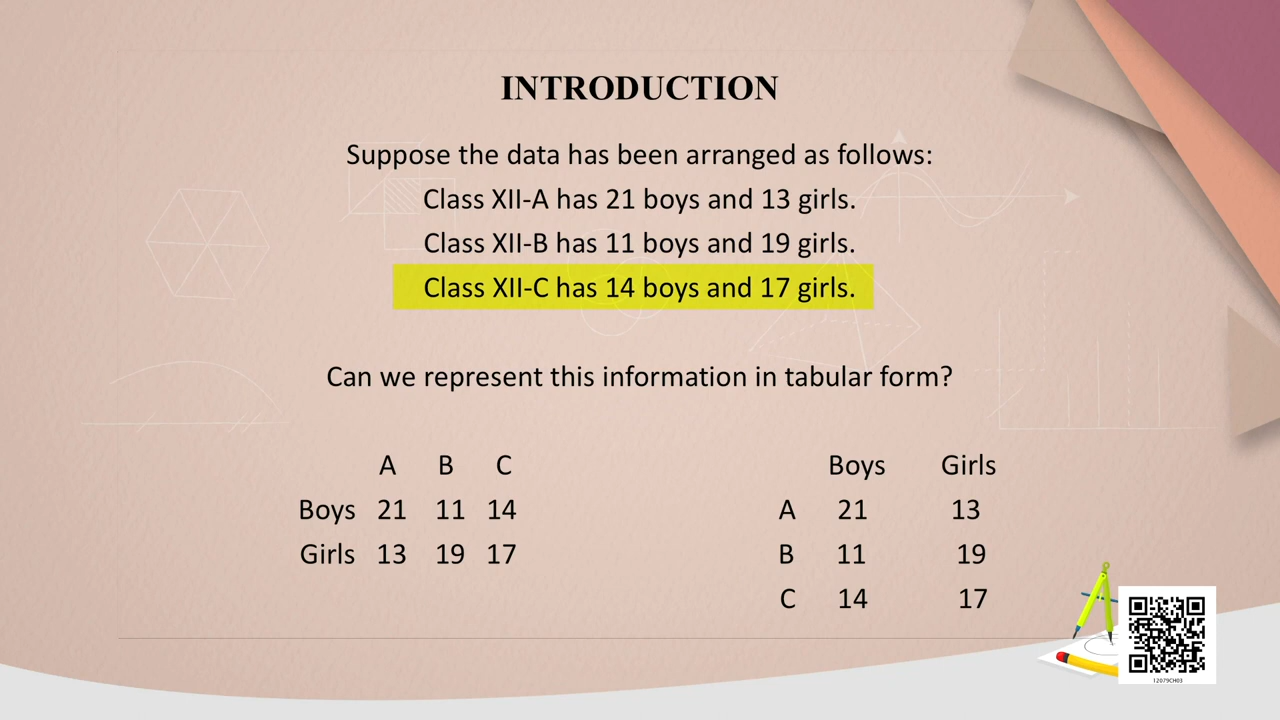 INTRODUCTION
Suppose the data has been arranged as follows:
Class XII-A has 21 boys and 13 girls.
Class XII-B has 11 boys and 19 girls.
Class XII-C has 14 boys and 17 girls.
Can we represent this information in tabular form?
A B C
Boys 21 11 14
Girls 13 19 17
Boys Girls
A 21 13
B 11 19
C 14 17
12079CH03